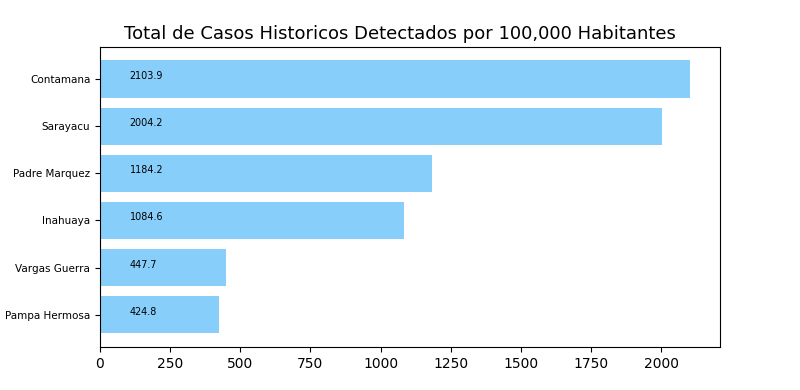 Total de Casos Historicos Detectados por 100,000 Habitantes
Contamana 2103.9
Sarayacu 2004.2
Padre Marquez 1184.2
Inahuaya 1084.6
Vargas Guerra 447.7
Pampa Hermosa 424.8
0 250 500 750 1000 1250 1500 1750 2000